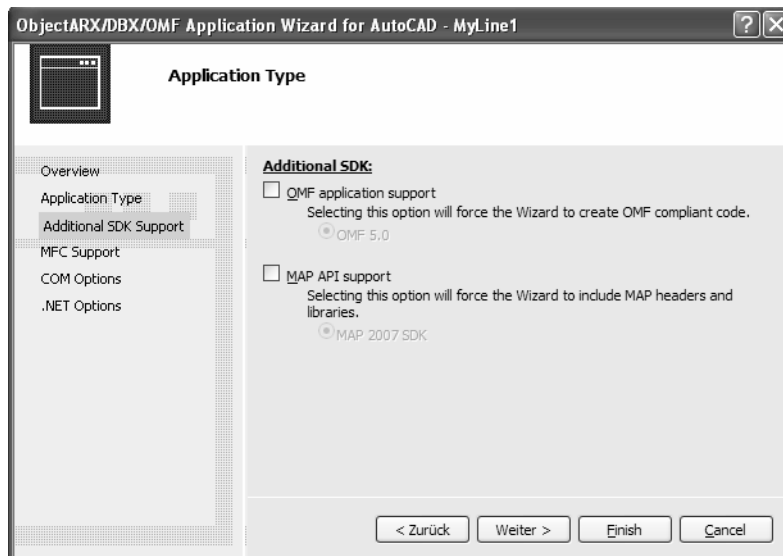 ObjectARX/DBX/OMF Application Wizard for AutoCAD - MyLine1
Application Type
Overview
Application Type
Additional SDK Support
MFC Support
COM Options
.NET Options
Additional SDK:
OMF application support
Selecting this option will force the Wizard to create OMF compliant code.
OMF 5.0
MAP API support
Selecting this option will force the Wizard to include MAP headers and
libraries.
MAP 2007 SDK
< Zurück
Weiter >
Finish
Cancel